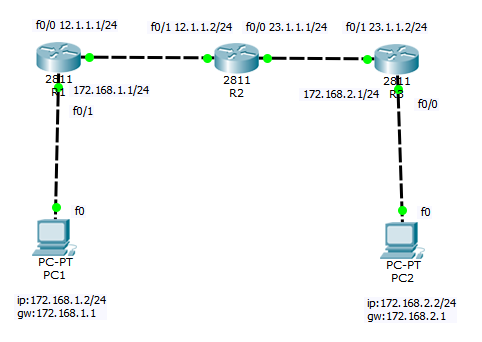 f0/0 12.1.1.1/24
f0/1 12.1.1.2/24
f0/0 23.1.1.1/24
f0/1 23.1.1.2/24
2811
R1
2811
R2
2811
R3
172.168.1.1/24
172.168.2.1/24
f0/1
f0/0
f0
f0
PC-PT
PC1
PC-PT
PC2
ip:172.168.1.2/24
gw:172.168.1.1
ip:172.168.2.2/24
gw:172.168.2.1